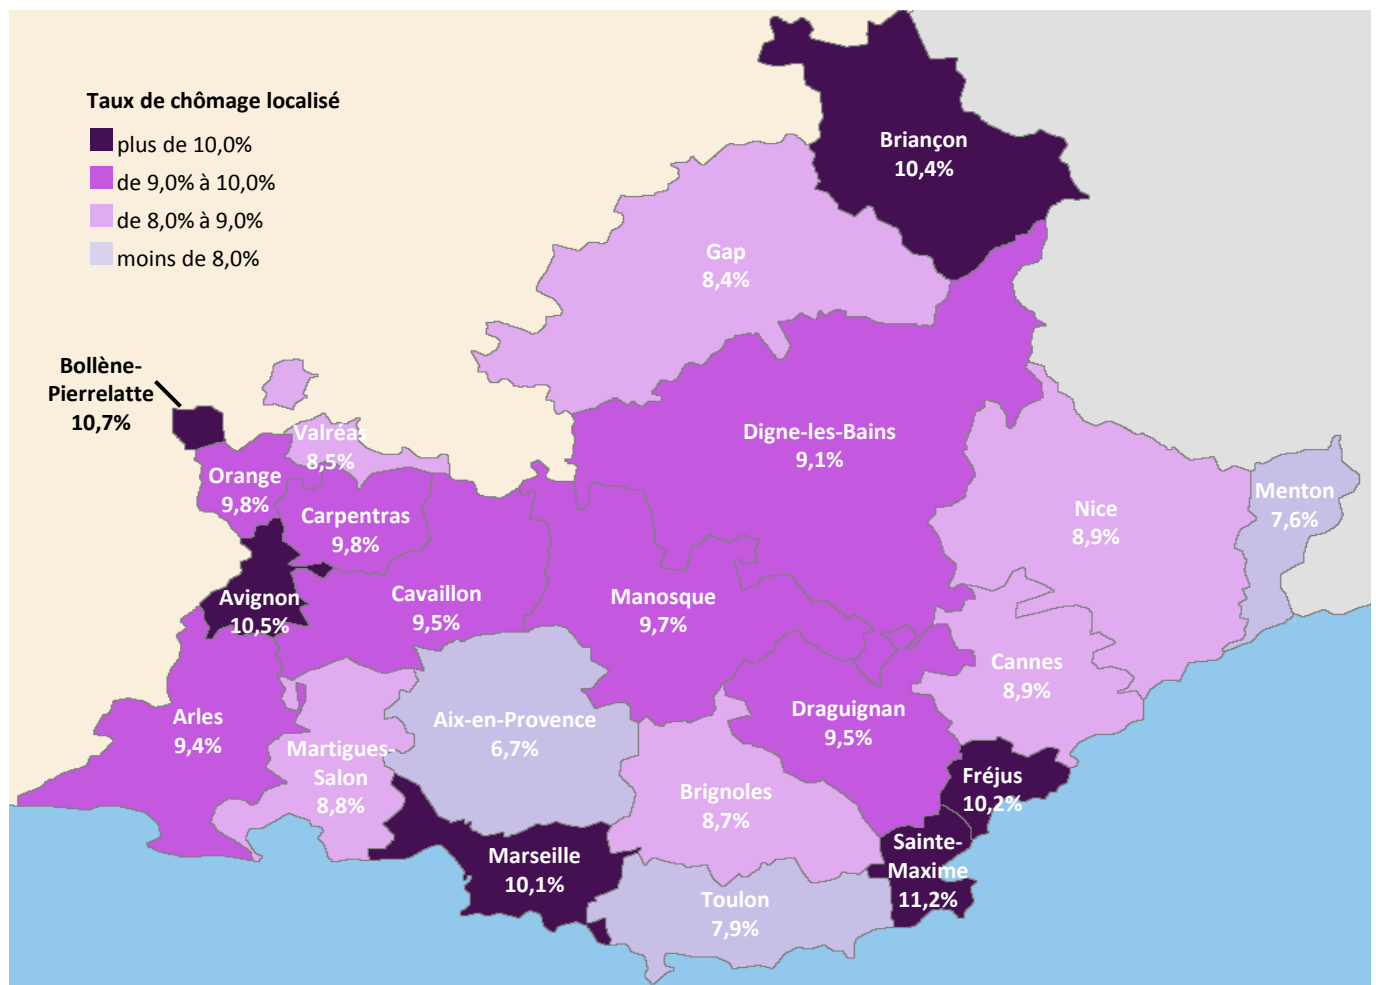 Taux de chômage localisé
plus de 10,0%
de 9,0% à 10,0%
de 8,0% à 9,0%
moins de 8,0%
Briançon
10,4%
Gap
8,4%
Bollène-
Pierrelatte
10,7%
Valréas
8,5%
Digne-les-Bains
9,1%
Orange
9,8%
Carpentras
9,8%
Nice
8,9%
Menton
7,6%
Avignon
10,5%
Cavaillon
9,5%
Manosque
9,7%
Cannes
8,9%
Arles
9,4%
Aix-en-Provence
6,7%
Draguignan
9,5%
Martigues-
Salon
8,8%
Brignoles
8,7%
Fréjus
10,2%
Marseille
10,1%
Sainte-
Maxime
11,2%
Toulon
7,9%